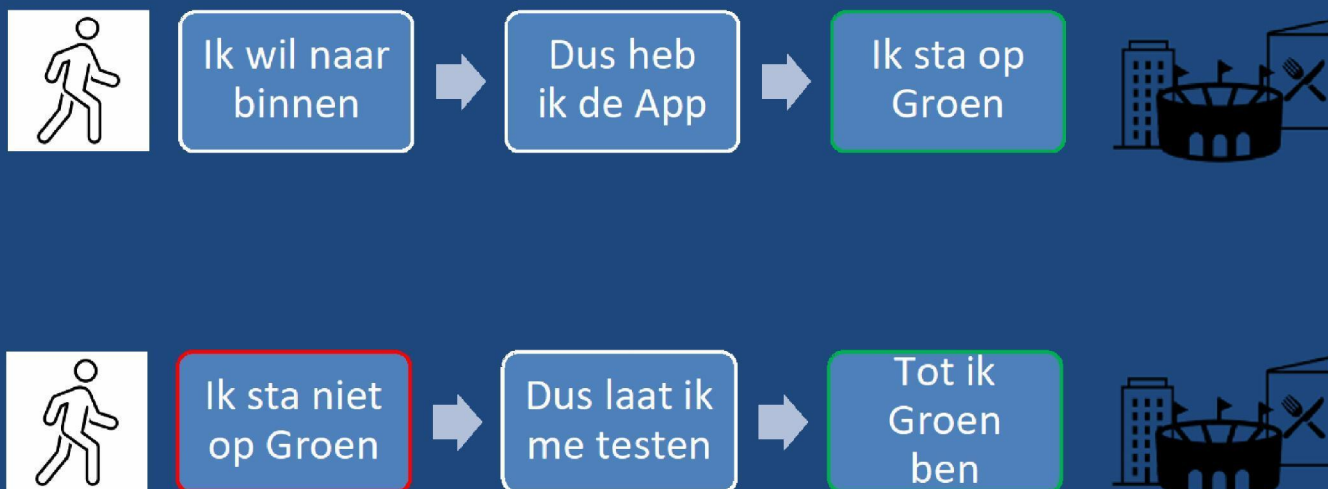 Ik wil naar
binnen
Dus heb
ik de App
Ik sta op
Groen
Ik sta niet
op Groen
Dus laat ik
me testen
Tot ik
Groen
ben